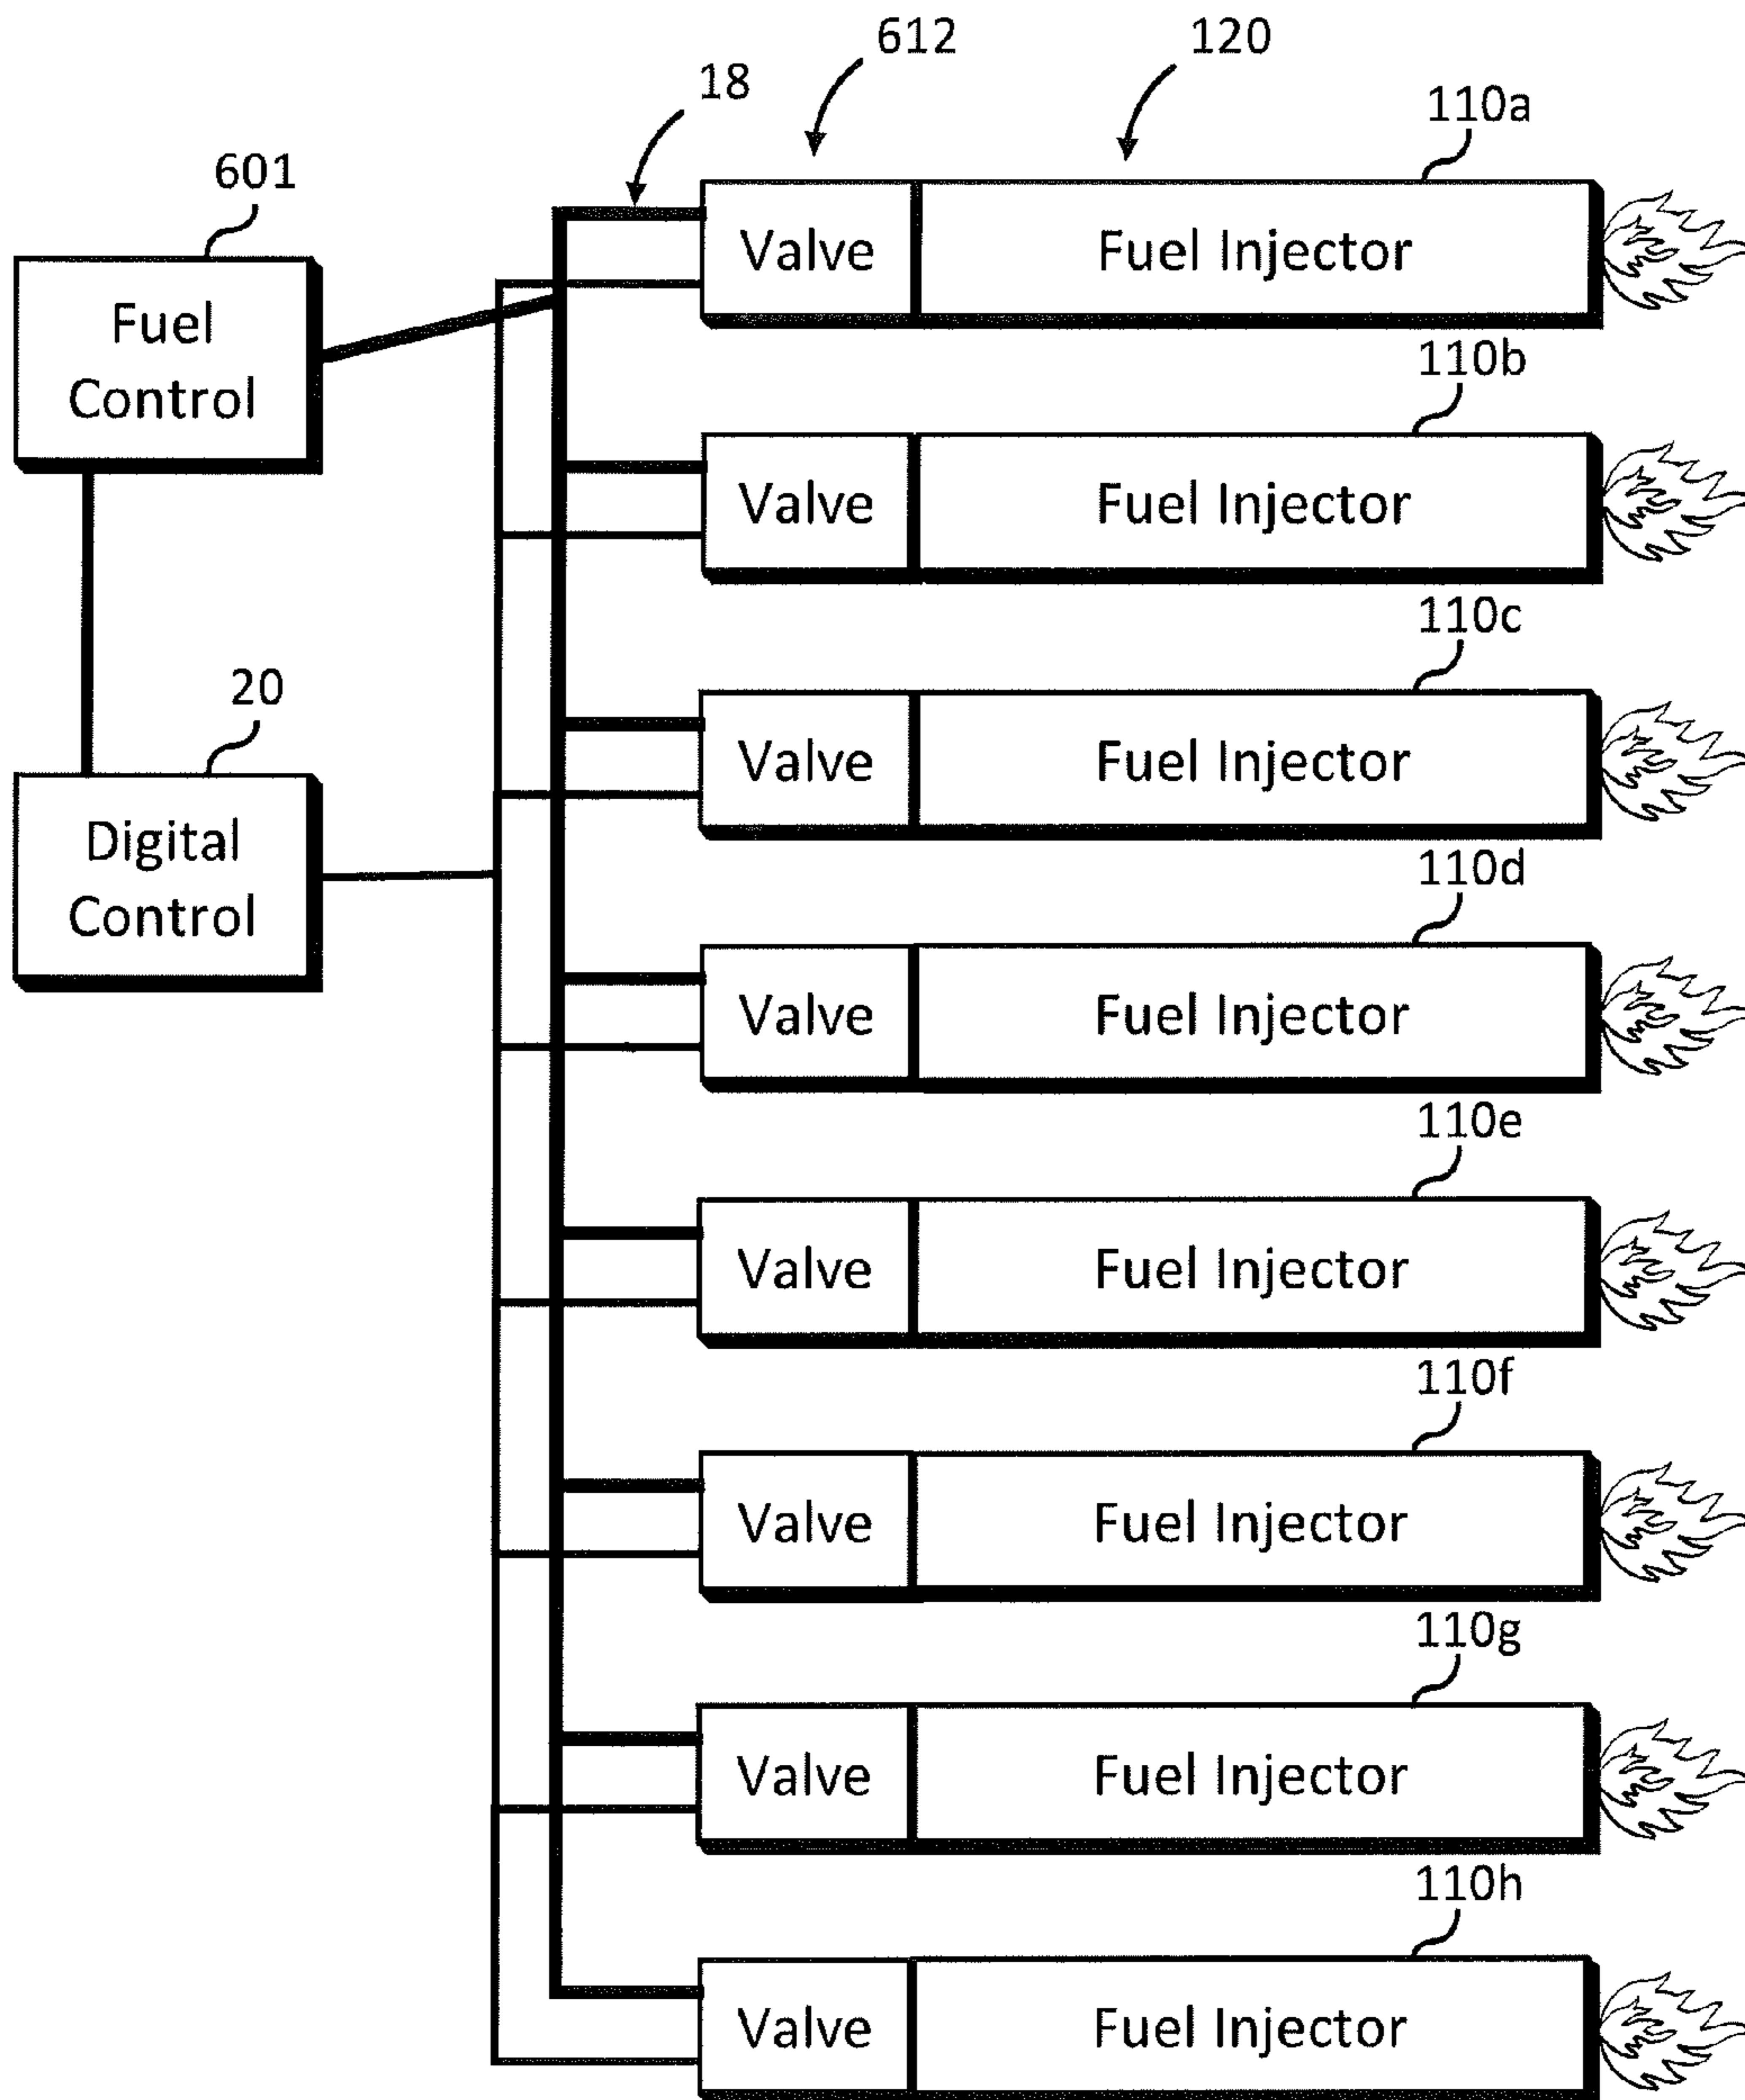 612
120
18
110a
601
Valve
Fuel Injector
Fuel
Control
110b
Valve
Fuel Injector
110c
20
Valve
Fuel Injector
Digital
Control
110d
Valve
Fuel Injector
110e
Valve
Fuel Injector
110f
Valve
Fuel Injector
110g
Valve
Fuel Injector
110h
Valve
Fuel Injector